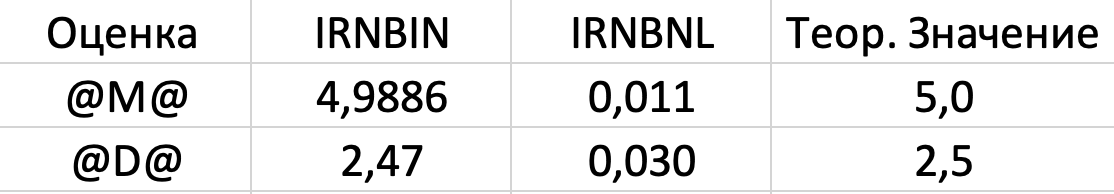 Оценка IRNBIN IRNBNL Теор. Значение
@M@ 4,9886 0,011 5,0
@D@ 2,47 0,030 2,5